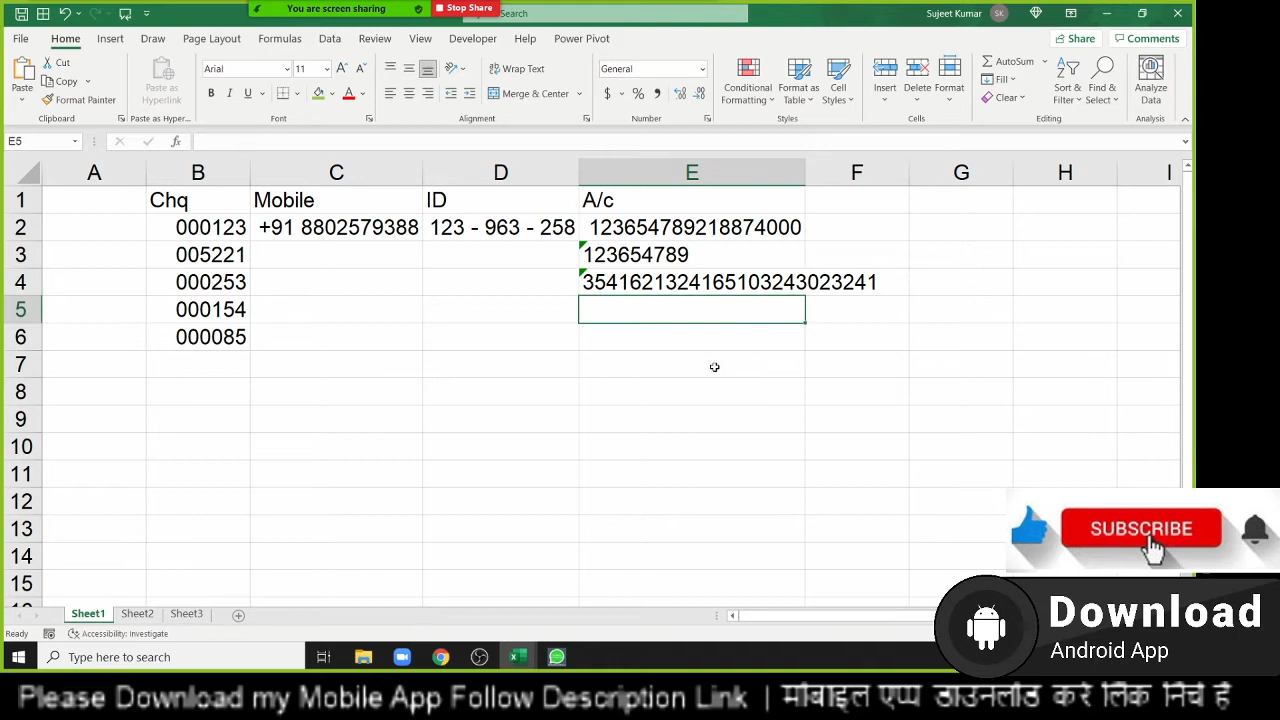 You are screen sharing
Stop Share
Search
Sujeet Kumar
SK
File Home Insert Draw Page Layout Formulas Data Review View Developer Help Power Pivot
Share
Comments
Paste
Cut
Copy
Format Painter
Clipboard
Paste as Hyperlink
Paste as Hyper...
Arial
11
B I U
Font
Wrap Text
Merge & Center
Alignment
General
$ % ,
Number
Conditional Formatting
Format as Table
Cell Styles
Styles
Insert
Delete
Format
Cells
AutoSum
Fill
Clear
Sort & Filter
Find & Select
Editing
Analyze Data
Analysis
E5
fx
A B C D E F G H I
1 Chq Mobile ID A/c
2 000123 +91 8802579388 123 - 963 - 258 123654789218874000
3 005221 123654789
4 000253 3541621324165103243023241
5 000154
6 000085
7
8
9
10
11
12
13
14
15
SUBSCRIBE
Sheet1 Sheet2 Sheet3
Ready
Accessibility: Investigate
Type here to search
Download
Android App
Please Download my Mobile App Follow Description Link | मोबाइल एप्प डाउनलोड करे लिंक निचे है